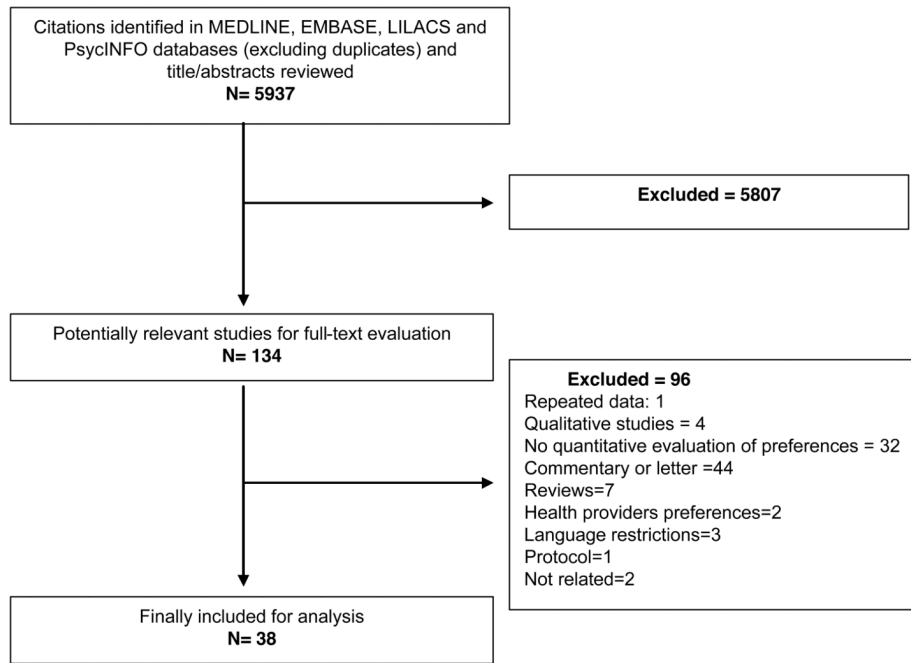 Citations identified in MEDLINE, EMBASE, LILACS and
PsycINFO databases (excluding duplicates) and
title/abstracts reviewed
N= 5937
Excluded = 5807
Potentially relevant studies for full-text evaluation
N= 134
Excluded = 96
Repeated data: 1
Qualitative studies = 4
No quantitative evaluation of preferences = 32
Commentary or letter =44
Reviews=7
Health providers preferences=2
Language restrictions=3
Protocol=1
Not related=2
Finally included for analysis
N= 38